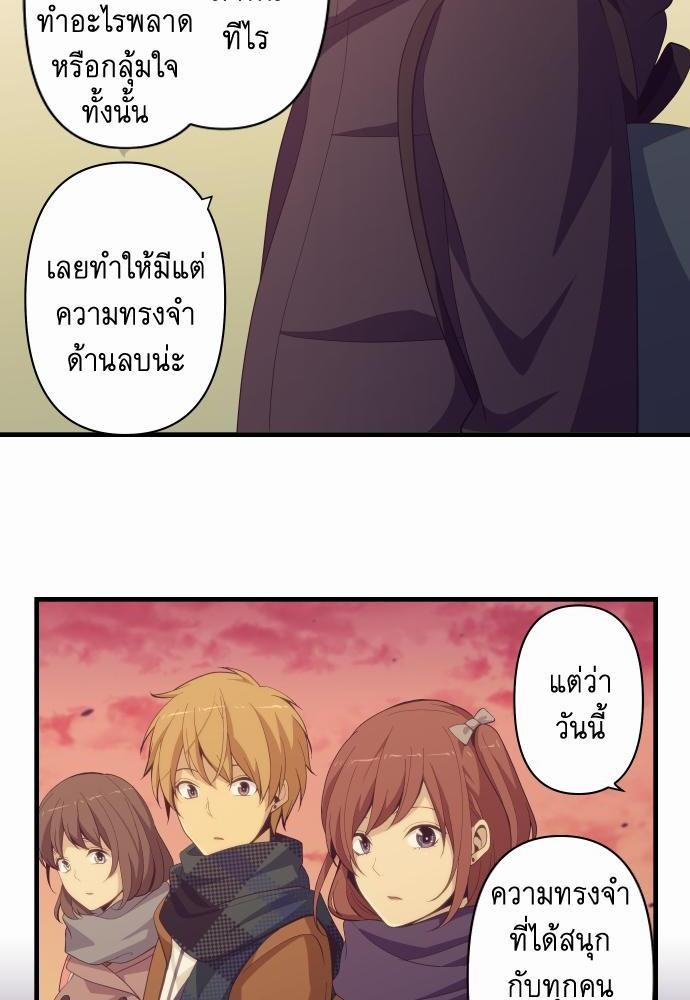 ทีไร
ทำอะไรพลาด
หรือกลุ้มใจ
ทั้งนั้น
เลยทำให้มีแต่
ความทรงจำ
ด้านลบน่ะ
แต่ว่า
วันนี้
ความทรงจำ
ที่ได้สนุก
กับทุกคน